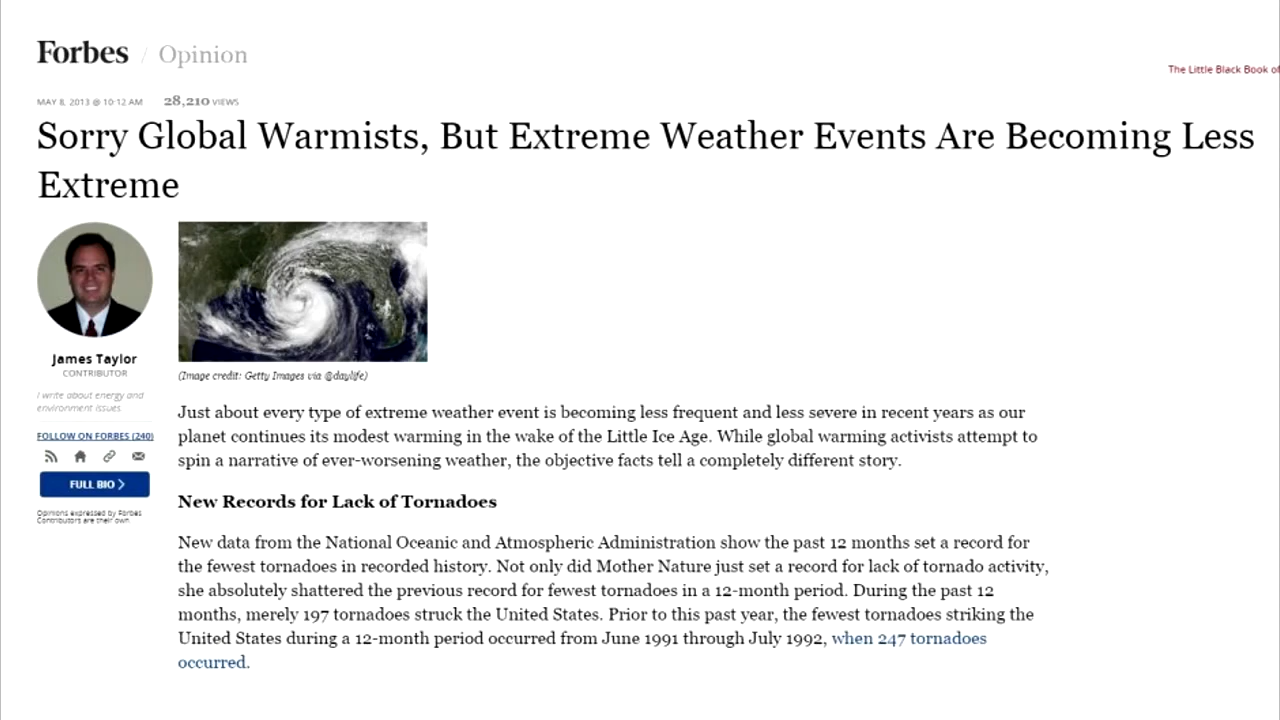 Forbes / Opinion
The Little Black Book of
MAY 8, 2013 @ 10:12 AM 28,210 VIEWS
Sorry Global Warmists, But Extreme Weather Events Are Becoming Less
Extreme
James Taylor
CONTRIBUTOR
I write about energy and
environment issues.
FOLLOW ON FORBES (240)
FULL BIO >
Opinions expressed by Forbes
Contributors are their own.
(Image credit: Getty Images via @daylife)
Just about every type of extreme weather event is becoming less frequent and less severe in recent years as our
planet continues its modest warming in the wake of the Little Ice Age. While global warming activists attempt to
spin a narrative of ever-worsening weather, the objective facts tell a completely different story.
New Records for Lack of Tornadoes
New data from the National Oceanic and Atmospheric Administration show the past 12 months set a record for
the fewest tornadoes in recorded history. Not only did Mother Nature just set a record for lack of tornado activity,
she absolutely shattered the previous record for fewest tornadoes in a 12-month period. During the past 12
months, merely 197 tornadoes struck the United States. Prior to this past year, the fewest tornadoes striking the
United States during a 12-month period occurred from June 1991 through July 1992, when 247 tornadoes
occurred.